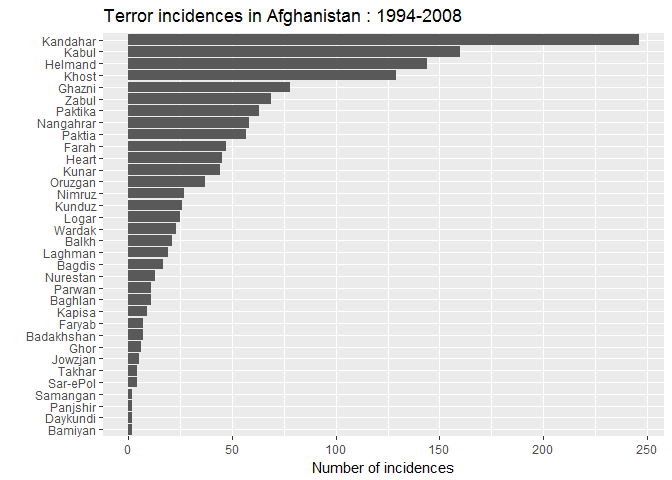 Terror incidences in Afghanistan : 1994-2008
Kandahar
Kabul
Helmand
Khost
Ghazni
Zabul
Paktika
Nangahrar
Paktia
Farah
Heart
Kunar
Oruzgan
Nimruz
Kunduz
Logar
Wardak
Balkh
Laghman
Bagdis
Nurestan
Parwan
Baghlan
Kapisa
Faryab
Badakhshan
Ghor
Jowzjan
Takhar
Sar-ePol
Samangan
Panjshir
Daykundi
Bamiyan
0 50 100 150 200 250
Number of incidences